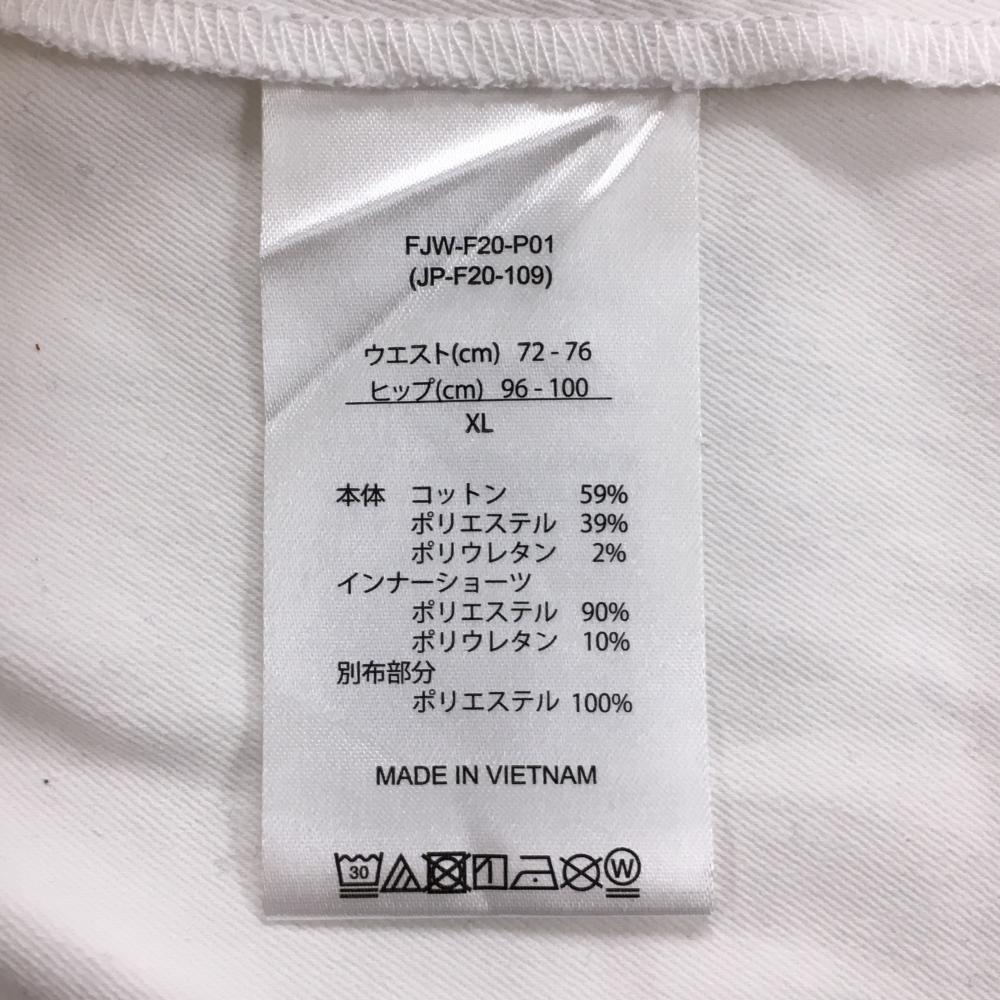 FJW-F20-P01
(JP-F20-109)
ウエスト(cm) 72 - 76
ヒップ(cm) 96 - 100
XL
本体 コットン 59%
ポリエステル 39%
ポリウレタン 2%
インナーショーツ
ポリエステル 90%
ポリウレタン 10%
別布部分
ポリエステル 100%
MADE IN VIETNAM
30 W